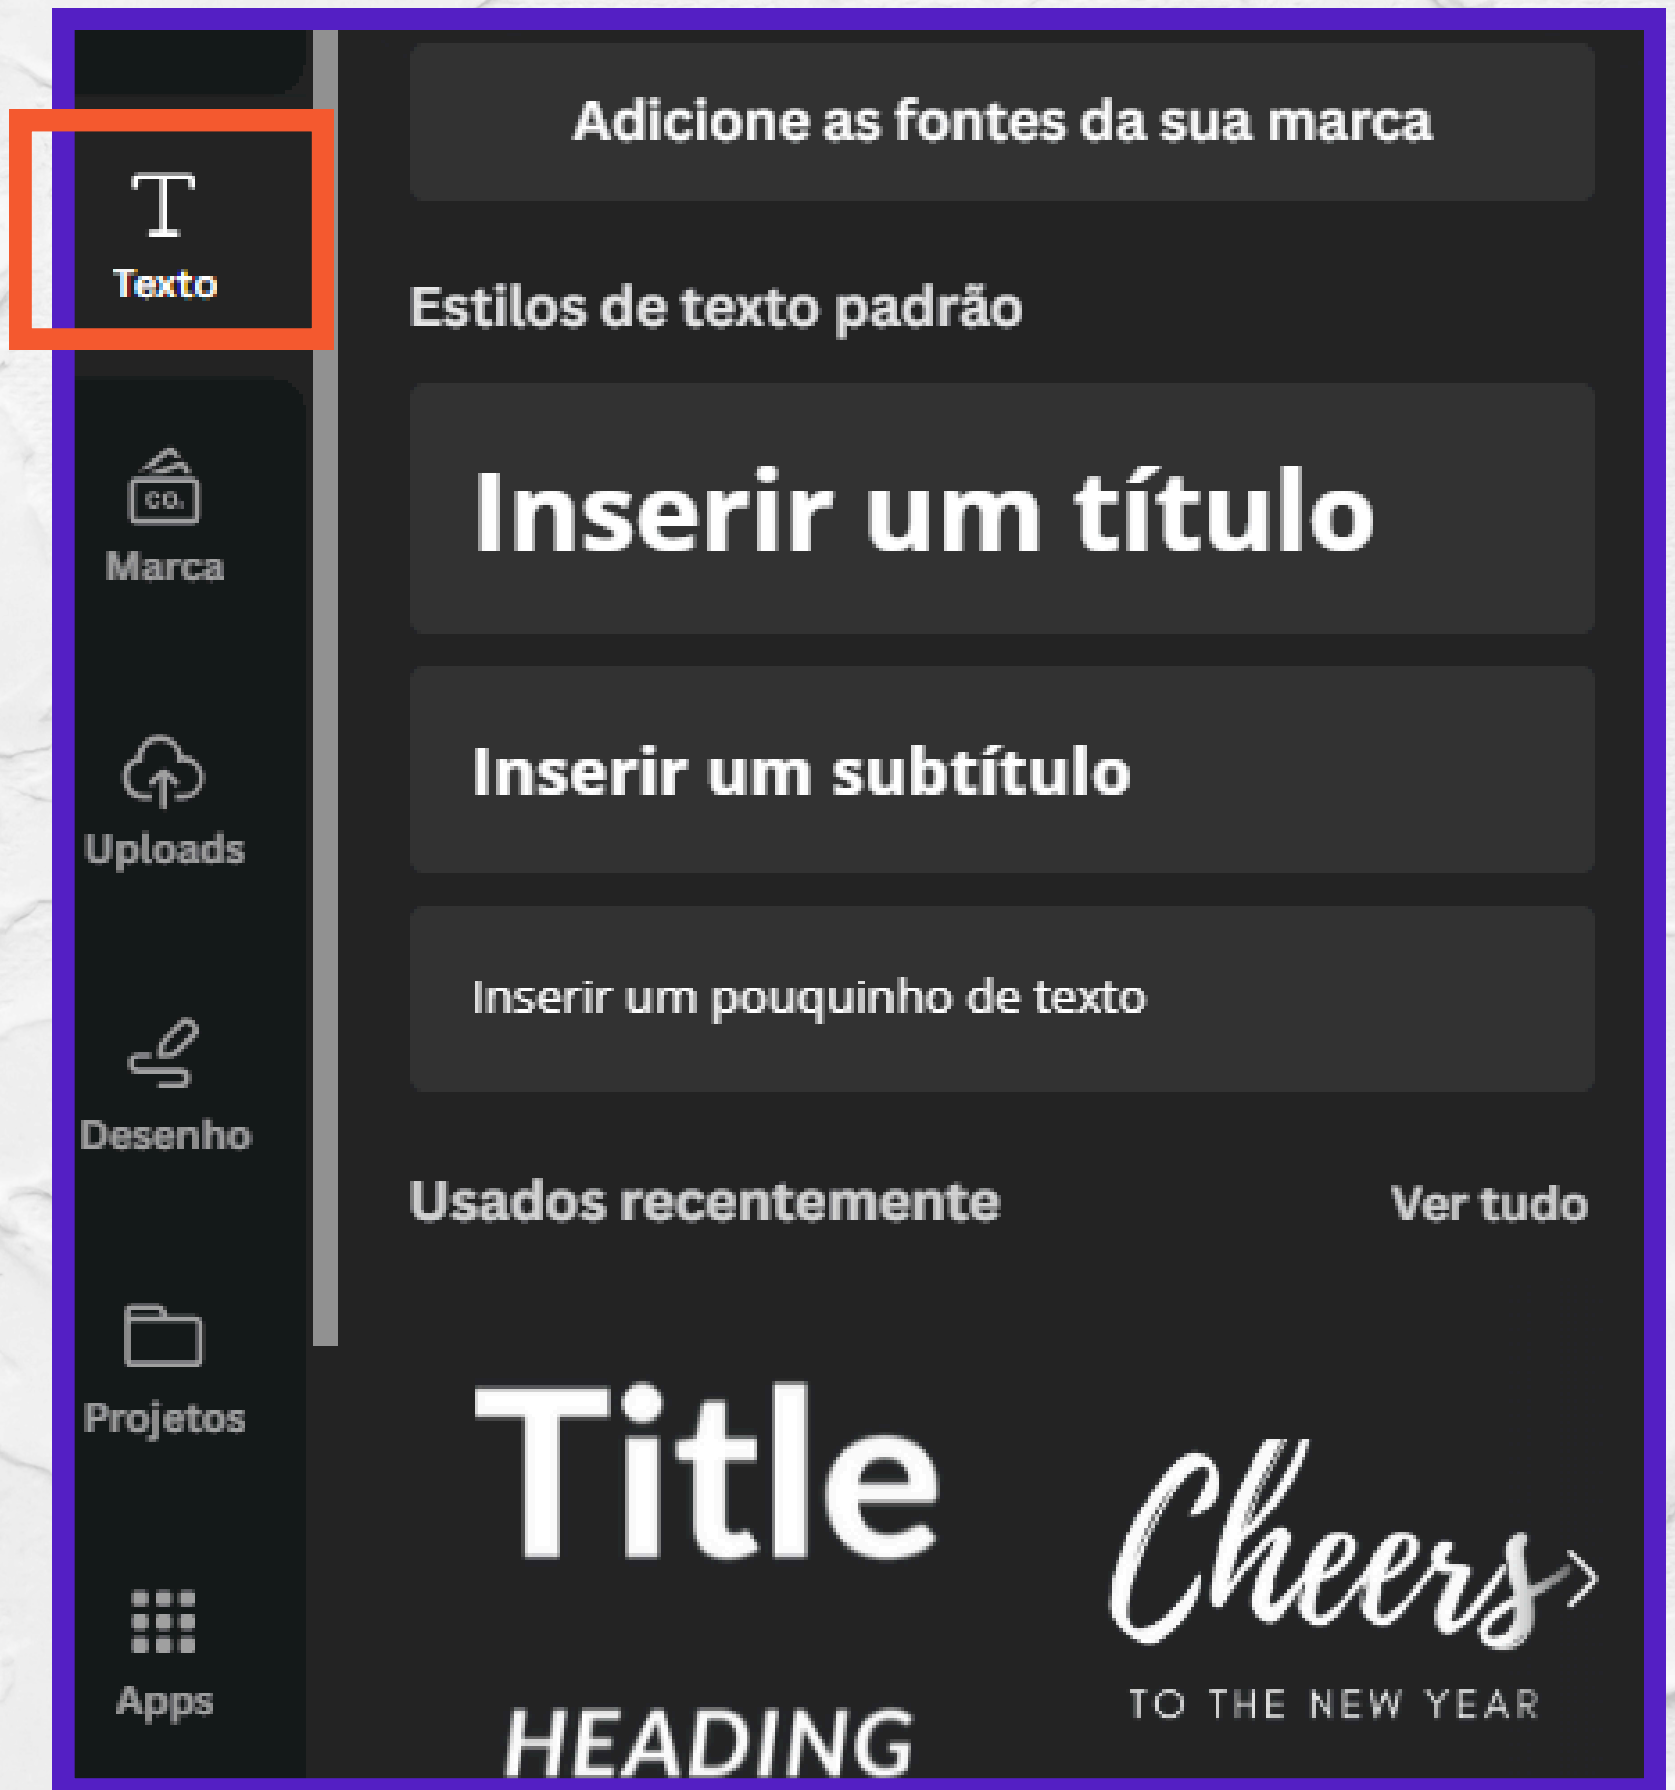 Texto
CO.
Marca
Uploads
Desenho
Projetos
Apps
Adicione as fontes da sua marca
Estilos de texto padrão
Inserir um título
Inserir um subtítulo
Inserir um pouquinho de texto
Usados recentemente
Ver tudo
Title
HEADING
Cheers
TO THE NEW YEAR